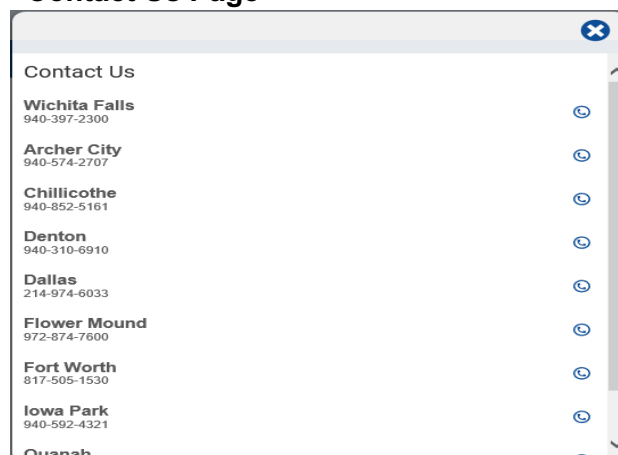 Contact Us Page
Contact Us
Wichita Falls
940-397-2300
Archer City
940-574-2707
Chillicothe
940-852-5161
Denton
940-310-6910
Dallas
214-974-6033
Flower Mound
972-874-7600
Fort Worth
817-505-1530
Iowa Park
940-592-4321
Quanah